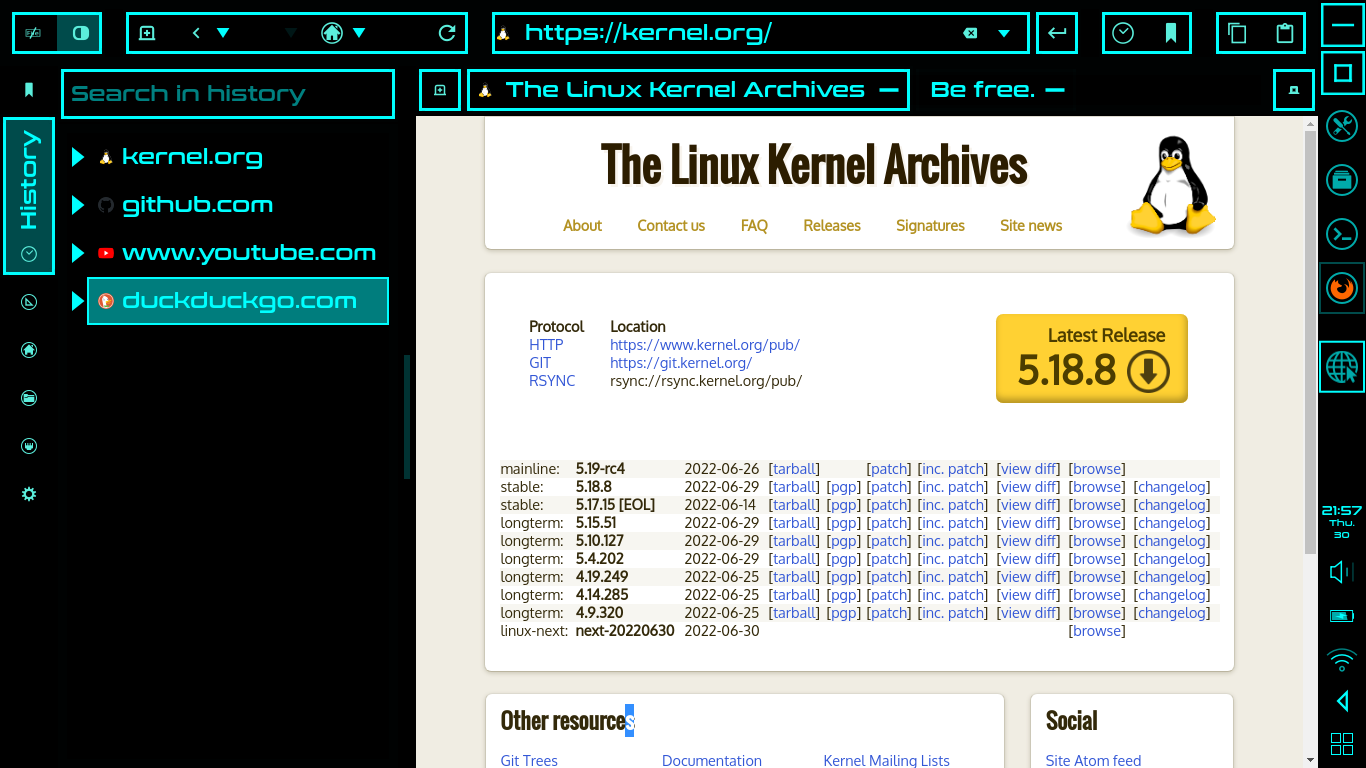 https://kernel.org/
Search in history
The Linux Kernel Archives
Be free.
History
kernel.org
github.com
www.youtube.com
duckduckgo.com
The Linux Kernel Archives
About Contact us FAQ Releases Signatures Site news
Protocol Location
HTTP https://www.kernel.org/pub/
GIT https://git.kernel.org/
RSYNC rsync://rsync.kernel.org/pub/
Latest Release
5.18.8
mainline: 5.19-rc4 2022-06-26 [tarball] [patch] [inc. patch] [view diff] [browse]
stable: 5.18.8 2022-06-29 [tarball] [pgp] [patch] [inc. patch] [view diff] [browse] [changelog]
stable: 5.17.15 [EOL] 2022-06-14 [tarball] [pgp] [patch] [inc. patch] [view diff] [browse] [changelog]
longterm: 5.15.51 2022-06-29 [tarball] [pgp] [patch] [inc. patch] [view diff] [browse] [changelog]
longterm: 5.10.127 2022-06-29 [tarball] [pgp] [patch] [inc. patch] [view diff] [browse] [changelog]
longterm: 5.4.202 2022-06-29 [tarball] [pgp] [patch] [inc. patch] [view diff] [browse] [changelog]
longterm: 4.19.249 2022-06-25 [tarball] [pgp] [patch] [inc. patch] [view diff] [browse] [changelog]
longterm: 4.14.285 2022-06-25 [tarball] [pgp] [patch] [inc. patch] [view diff] [browse] [changelog]
longterm: 4.9.320 2022-06-25 [tarball] [pgp] [patch] [inc. patch] [view diff] [browse] [changelog]
linux-next: next-20220630 2022-06-30 [browse]
Other resources
Git Trees Documentation Kernel Mailing Lists
Social
Site Atom feed
21:57
Thu.
30